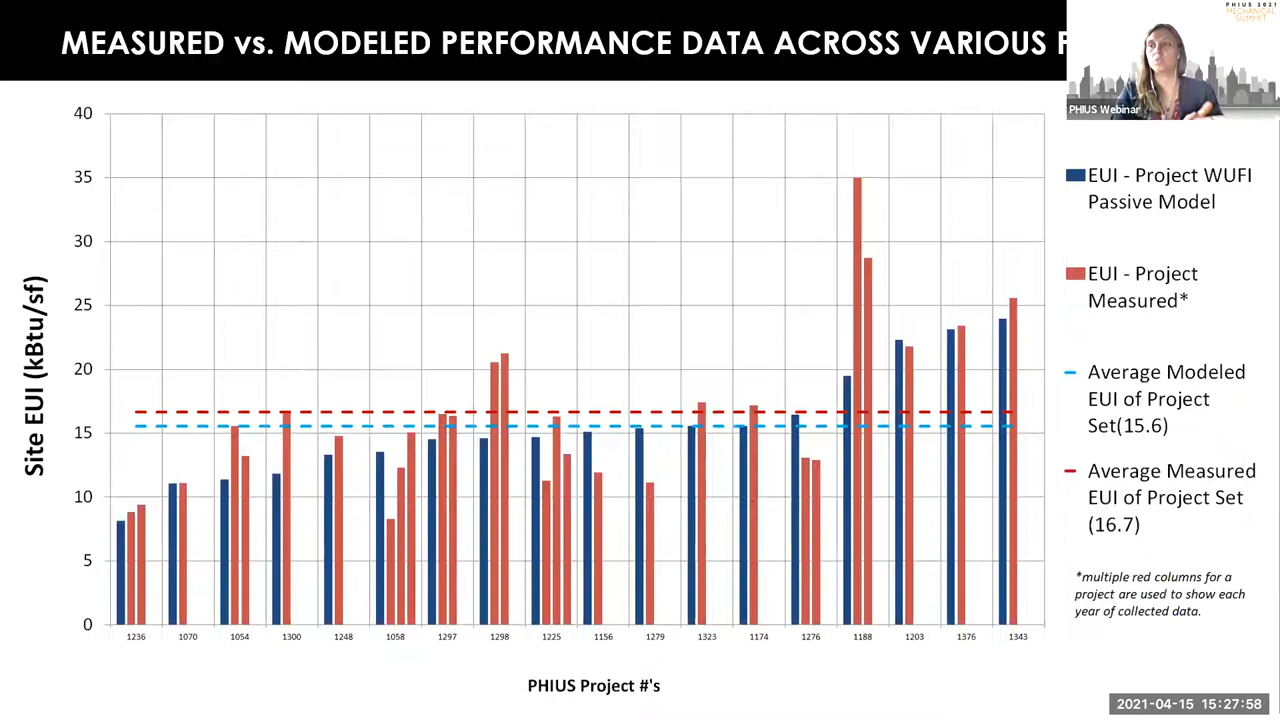 MEASURED vs. MODELED PERFORMANCE DATA ACROSS VARIOUS
PHIUS 2021
MECHANICAL
SUMMIT
PHIUS Webinar
40
35
30
25
20
15
10
5
0
Site EUI (kBtu/sf)
1236 1070 1054 1300 1248 1058 1297 1298 1225 1156 1279 1323 1174 1276 1188 1203 1376 1343
PHIUS Project #'s
EUI - Project WUFI
Passive Model
EUI - Project
Measured*
Average Modeled
EUI of Project
Set(15.6)
Average Measured
EUI of Project Set
(16.7)
*multiple red columns for a
project are used to show each
year of collected data.
2021-04-15 15:27:58